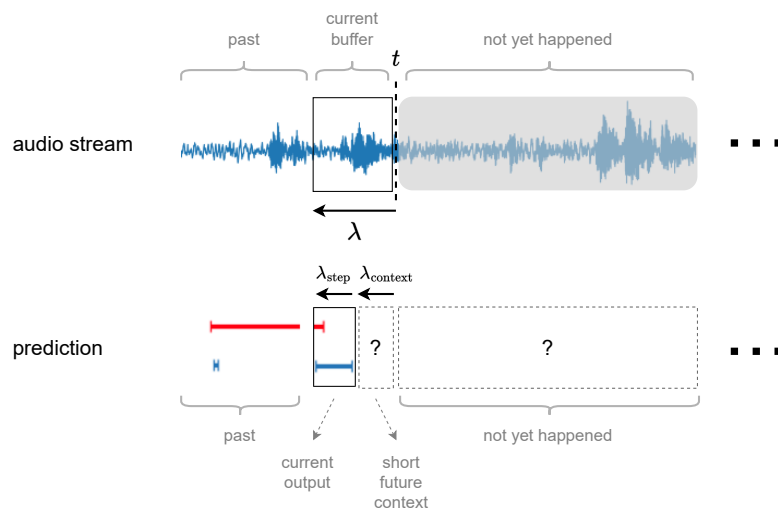 current
past
buffer
not yet happened
t
audio stream
λ
λstep
λcontext
prediction
?
?
past
not yet happened
current
output
short
future
context